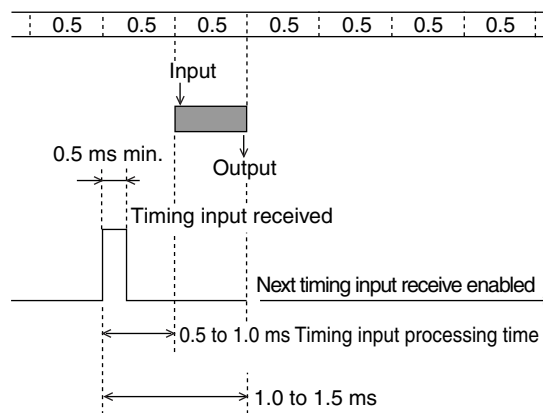 0.5 0.5 0.5 0.5 0.5 0.5 0.5
Input
0.5 ms min.
Output
Timing input received
Next timing input receive enabled
0.5 to 1.0 ms Timing input processing time
1.0 to 1.5 ms